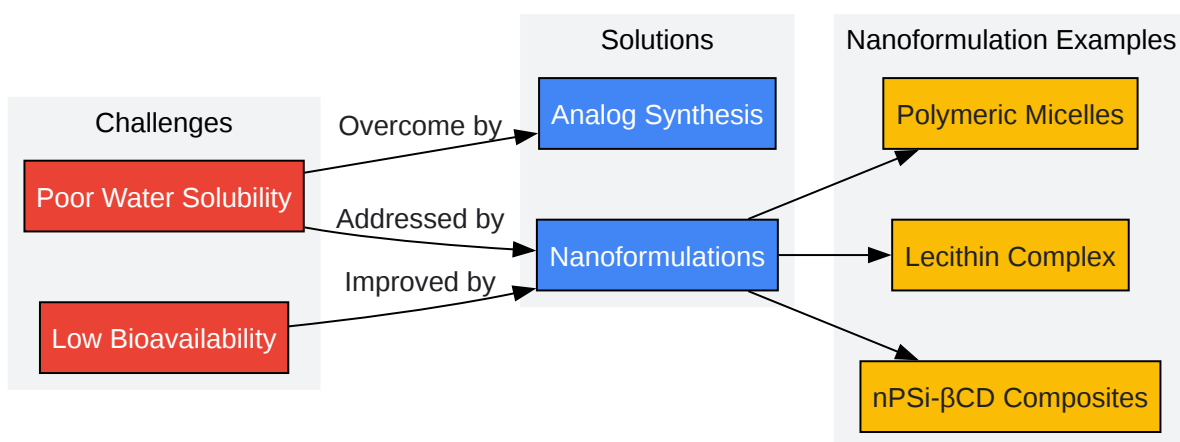 Challenges
Poor Water Solubility
Low Bioavailability
Overcome by
Addressed by
Improved by
Solutions
Analog Synthesis
Nanoformulations
Nanoformulation Examples
Polymeric Micelles
Lecithin Complex
nPSi-βCD Composites